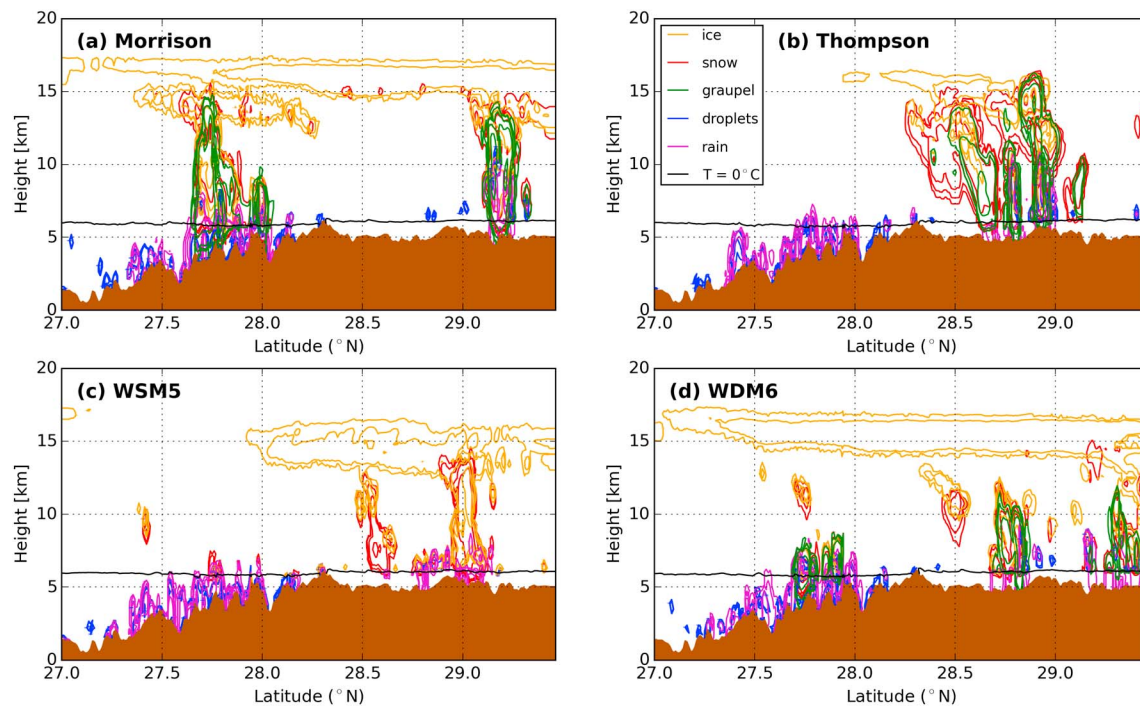 20
(a) Morrison
15
Height [km]
10
5
0
27.0 27.5 28.0 28.5 29.0
Latitude (°N)
20
ice
(b) Thompson
snow
15
graupel
droplets
Height [km]
10
rain
T = 0°C
5
0
27.0 27.5 28.0 28.5 29.0
Latitude (°N)
20
(c) WSM5
15
Height [km]
10
5
0
27.0 27.5 28.0 28.5 29.0
Latitude (°N)
20
(d) WDM6
15
Height [km]
10
5
0
27.0 27.5 28.0 28.5 29.0
Latitude (°N)